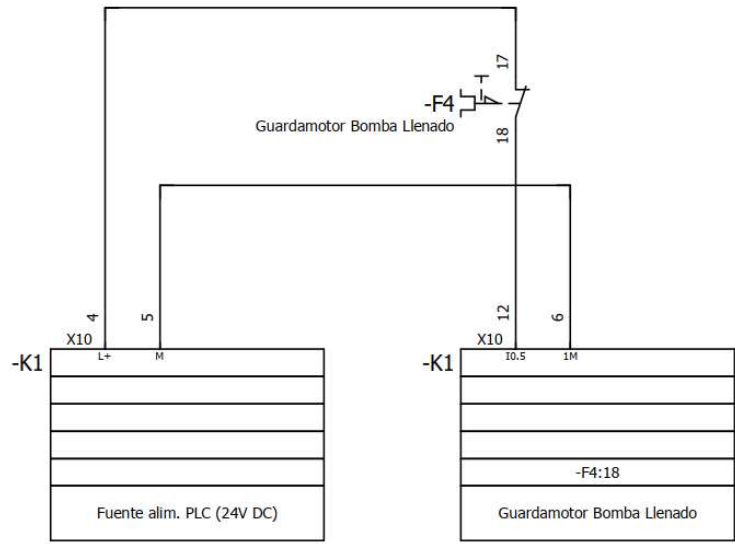 17
-F4
Guardamotor Bomba Llenado
18
4
5
12
6
X10
X10
-K1
L+
M
-K1
I0.5
1M
-F4:18
Fuente alim. PLC (24V DC)
Guardamotor Bomba Llenado